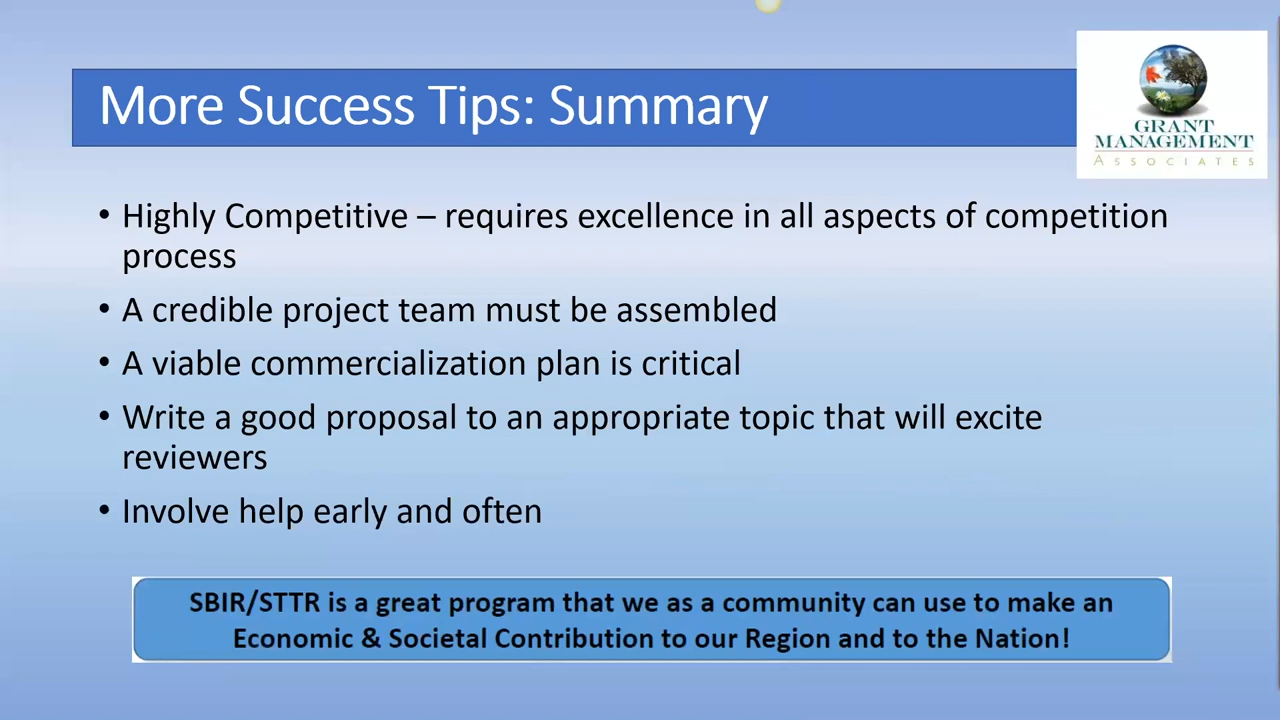 More Success Tips: Summary
GRANT
MANAGEMENT
ASSOCIATES
• Highly Competitive – requires excellence in all aspects of competition
process
• A credible project team must be assembled
• A viable commercialization plan is critical
• Write a good proposal to an appropriate topic that will excite
reviewers
• Involve help early and often
SBIR/STTR is a great program that we as a community can use to make an
Economic & Societal Contribution to our Region and to the Nation!